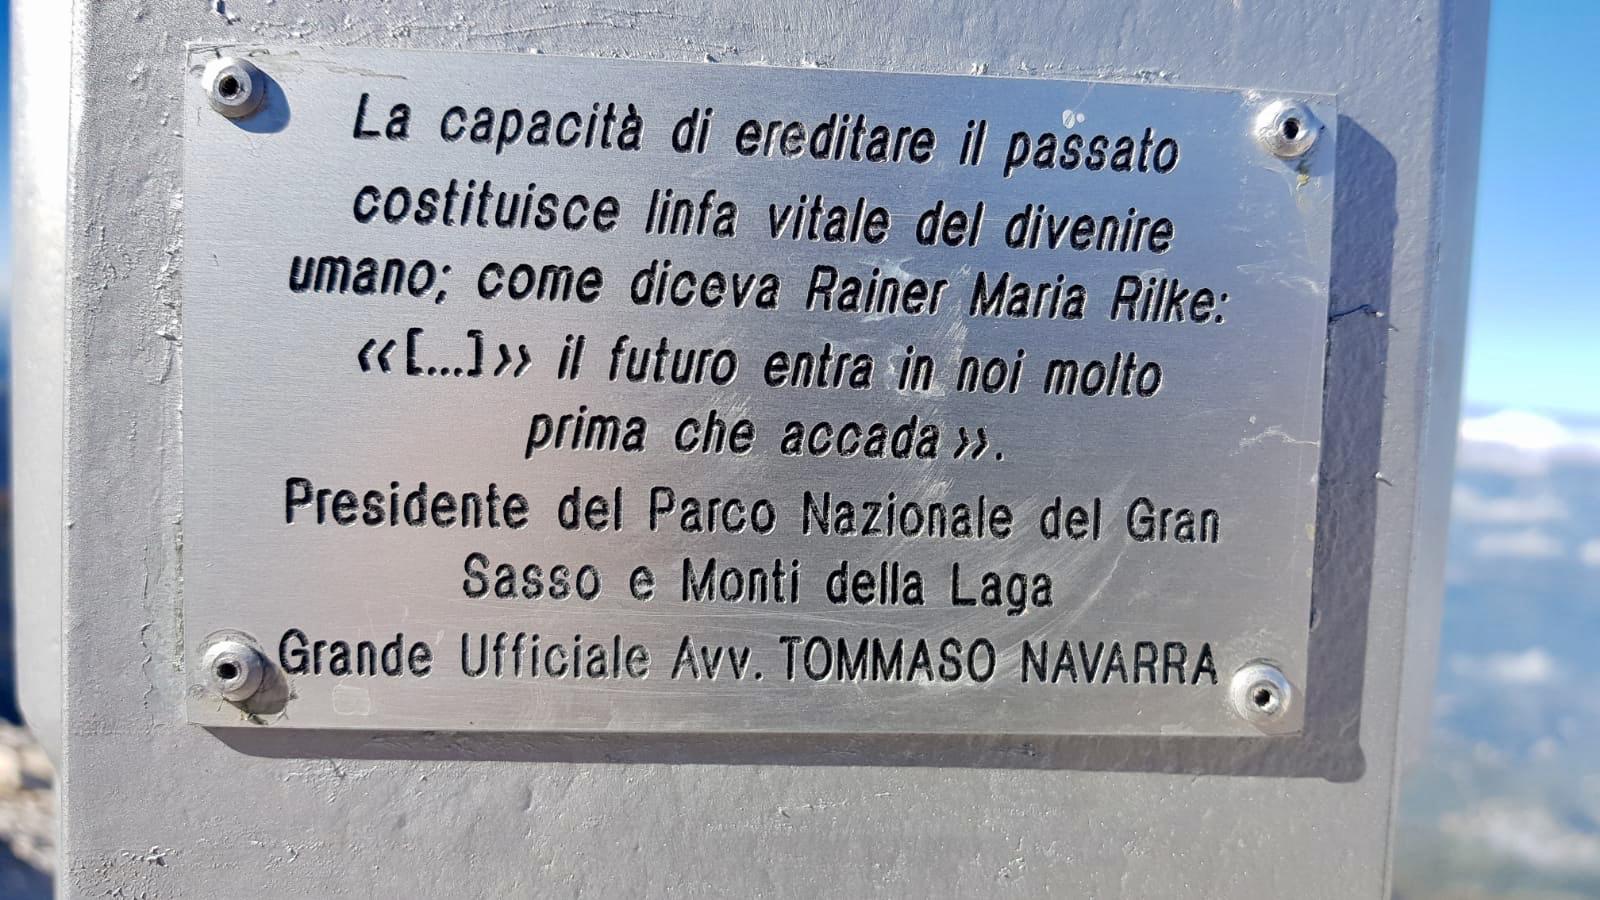 La capacità di ereditare il passato
costituisce linfa vitale del divenire
umano; come diceva Rainer Maria Rilke:
‹‹[...]›› il futuro entra in noi molto
prima che accada››.
Presidente del Parco Nazionale del Gran
Sasso e Monti della Laga
Grande Ufficiale Avv. TOMMASO NAVARRA